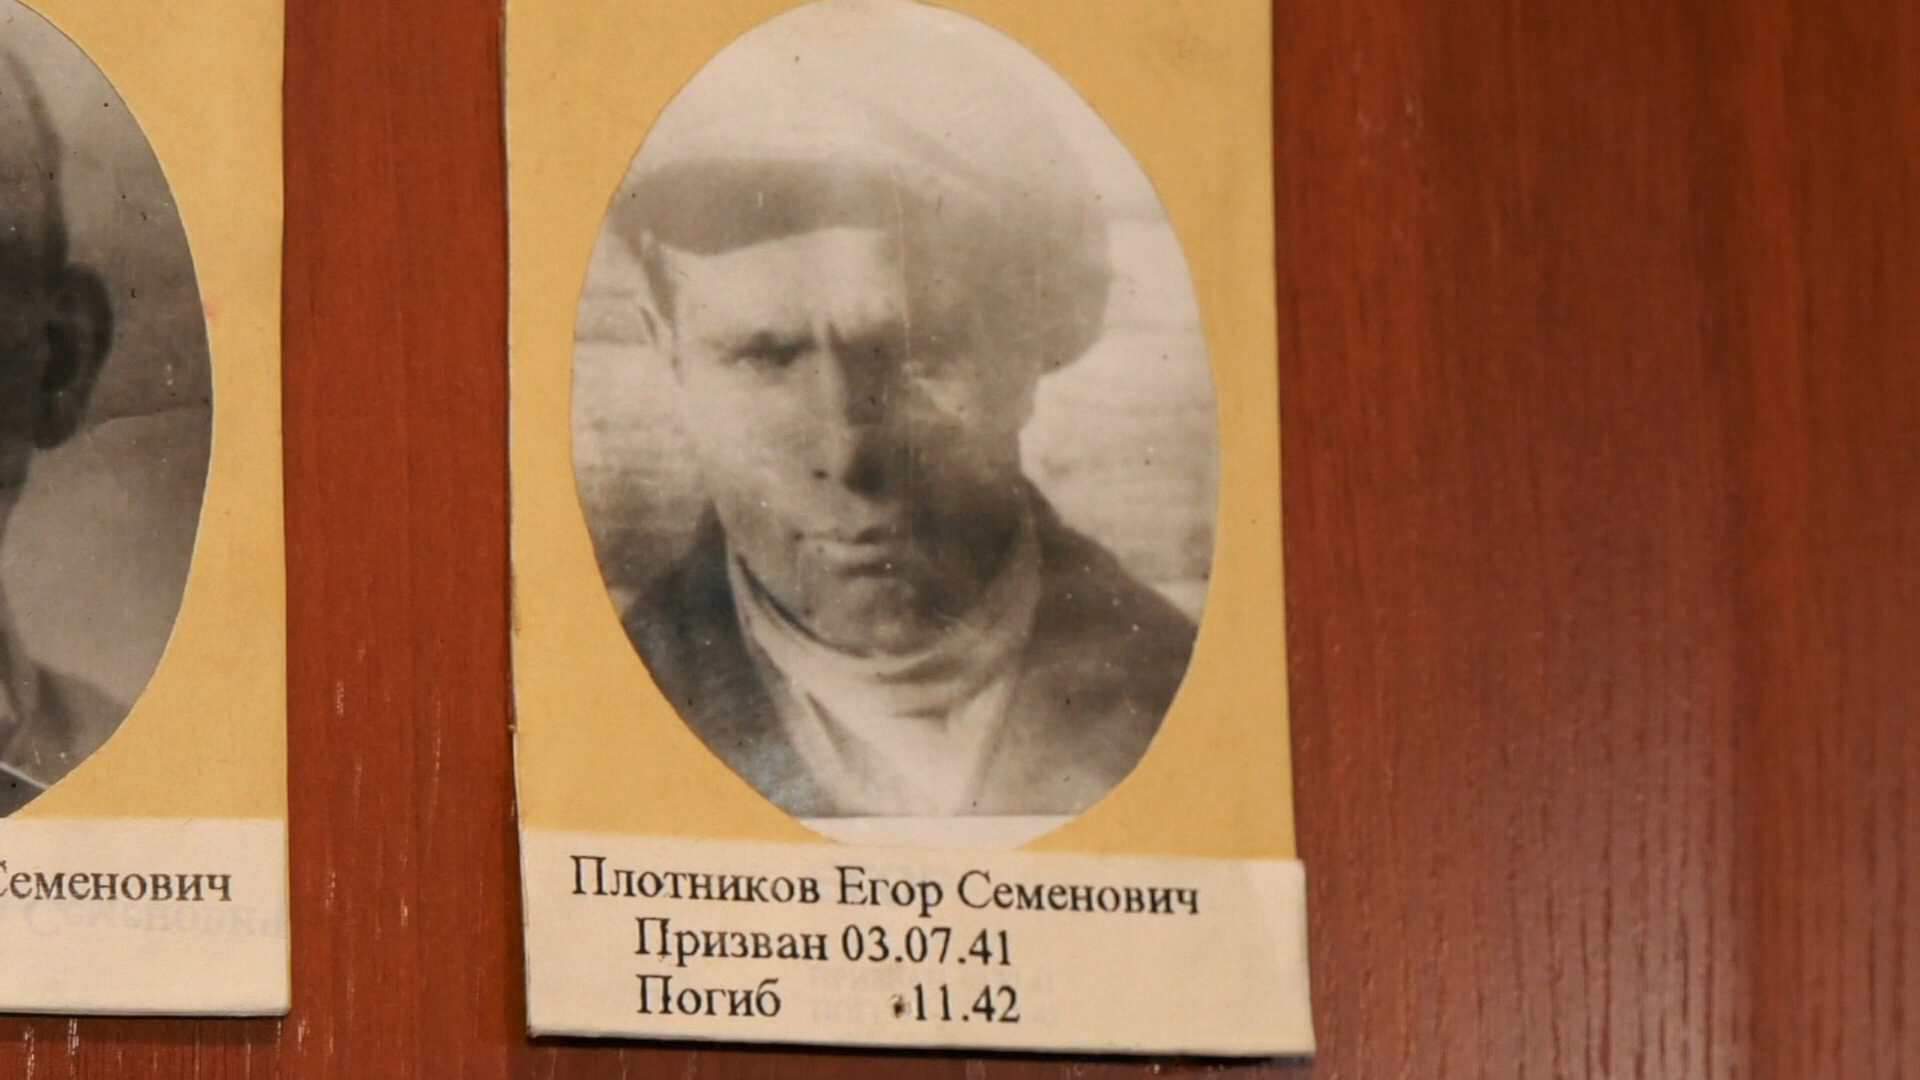 Семенович
Плотников Егор Семенович
Призван 03.07.41
Погиб 11.42